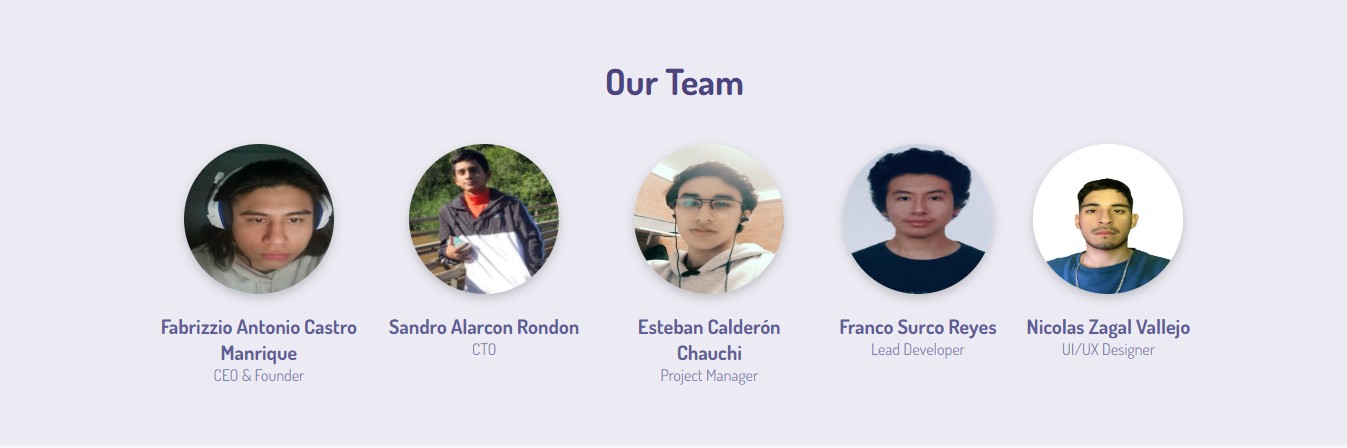 Our Team
Fabrizzio Antonio Castro
Manrique
CEO & Founder
Sandro Alarcon Rondon
CTO
Esteban Calderón
Chauchi
Project Manager
Franco Surco Reyes
Lead Developer
Nicolas Zagal Vallejo
UI/UX Designer